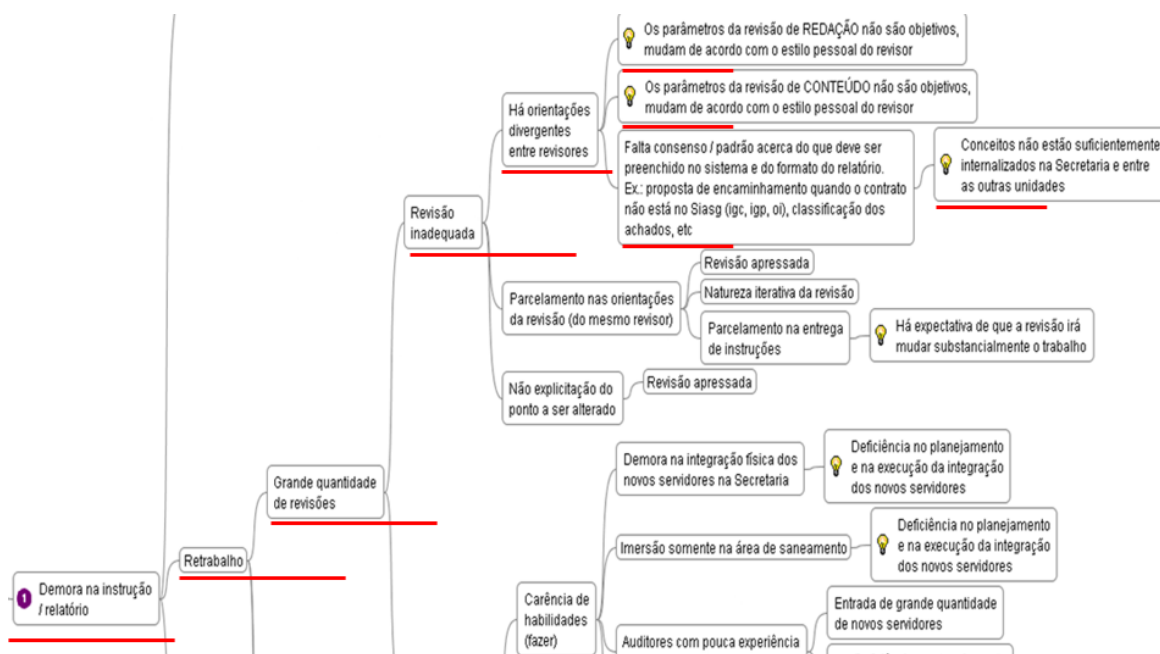 Os parâmetros da revisão de REDAÇÃO não são objetivos,
mudam de acordo com o estilo pessoal do revisor
Os parâmetros da revisão de CONTEÚDO não são objetivos,
mudam de acordo com o estilo pessoal do revisor
Há orientações
divergentes
entre revisores
Falta consenso / padrão acerca do que deve ser
preenchido no sistema e do formato do relatório.
Ex.: proposta de encaminhamento quando o contrato
não está no Siasg (igc, igp, oi), classificação dos
achados, etc
Conceitos não estão suficientemente
internalizados na Secretaria e entre
as outras unidades
Revisão
inadequada
Revisão apressada
Natureza iterativa da revisão
Parcelamento nas orientações
da revisão (do mesmo revisor)
Parcelamento na entrega
de instruções
Há expectativa de que a revisão irá
mudar substancialmente o trabalho
Não explicitação do
ponto a ser alterado
Revisão apressada
Grande quantidade
de revisões
Demora na integração física dos
novos servidores na Secretaria
Deficiência no planejamento
e na execução da integração
dos novos servidores
Imersão somente na área de saneamento
Deficiência no planejamento
e na execução da integração
dos novos servidores
Retrabalho
1
Demora na instrução
/ relatório
Carência de
habilidades
(fazer)
Auditores com pouca experiência
Entrada de grande quantidade
de novos servidores